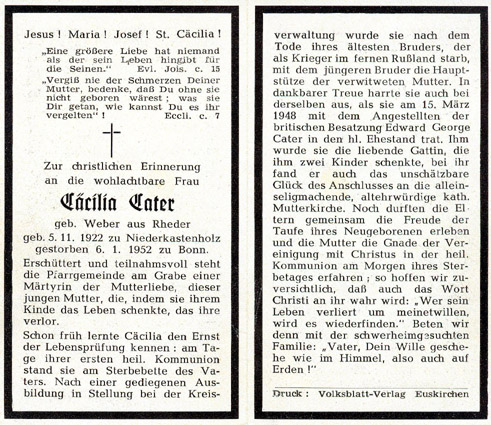 Jesus ! Maria ! Josef ! St. Cäcilia !
„Eine größere Liebe hat niemand
als der sein Leben hingibt für
die Seinen.“ Evl. Jois. c. 15
„Vergiß nie der Schmerzen Deiner
Mutter, bedenke, daß Du ohne sie
nicht geboren wärest ; was sie
Dir getan, wie kannst Du es ihr
vergelten“ ! Eccli. c. 7
Zur christlichen Erinnerung
an die wohlachtbare Frau
Cäcilia Cater
geb. Weber aus Rheder
geb. 5. 11. 1922 zu Niederkastenholz
gestorben 6. 1. 1952 zu Bonn.
Erschüttert und teilnahmsvoll steht
die Pfarrgemeinde am Grabe einer
Märtyrin der Mutterliebe, dieser
jungen Mutter, die, indem sie ihrem
Kinde das Leben schenkte, das ihre
verlor.
Schon früh lernte Cäcilia den Ernst
der Lebensprüfung kennen : am Ta-
ge ihrer ersten heil. Kommunion
stand sie am Sterbebette des Va-
ters. Nach einer gediegenen Aus-
bildung in Stellung bei der Kreis-
verwaltung wurde sie nach dem
Tode ihres ältesten Bruders, der
als Krieger im fernen Rußland starb,
mit dem jüngeren Bruder die Haupt-
stütze der verwitweten Mutter. In
dankbarer Treue harrte sie auch bei
derselben aus, als sie am 15. März
1948 mit dem Angestellten der
britischen Besatzung Edward George
Cater in den hl. Ehestand trat. Ihm
wurde sie die liebende Gattin, die
ihm zwei Kinder schenkte, bei ihr
fand er auch das unschätzbare
Glück des Anschlusses an die allein-
seligmachende, altehrwürdige kath.
Mutterkirche. Noch durften die El-
tern gemeinsam die Freude der
Taufe ihres Neugeborenen erleben
und die Mutter die Gnade der Ver-
einigung mit Christus in der heil.
Kommunion am Morgen ihres Ster-
betages erfahren ; so hoffen wir zu-
versichtlich, daß auch das Wort
Christi an ihr wahr wird : „Wer sein
Leben verliert um meinetwillen,
wird es wiederfinden.“ Beten wir
denn mit der schwerheimgesuchten
Familie: „Vater, Dein Wille gesche-
he wie im Himmel, also auch auf
Erden !“
Druck : Volksblatt-Verlag Euskirchen